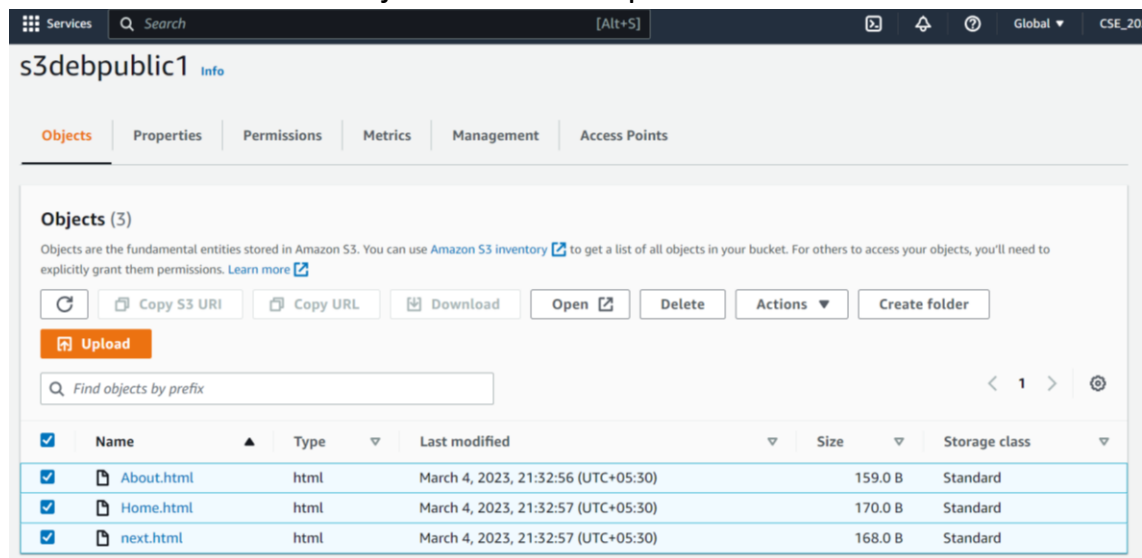 Services Search [Alt+S] Global ▼ CSE_20
s3debpublic1 Info
Objects Properties Permissions Metrics Management Access Points
Objects (3)
Objects are the fundamental entities stored in Amazon S3. You can use Amazon S3 inventory to get a list of all objects in your bucket. For others to access your objects, you'll need to
explicitly grant them permissions. Learn more
Copy S3 URI Copy URL Download Open Delete Actions ▼ Create folder
Upload
Find objects by prefix < 1 >
Name ▲ Type ▽ Last modified ▽ Size ▽ Storage class ▽
About.html html March 4, 2023, 21:32:56 (UTC+05:30) 159.0 B Standard
Home.html html March 4, 2023, 21:32:57 (UTC+05:30) 170.0 B Standard
next.html html March 4, 2023, 21:32:57 (UTC+05:30) 168.0 B Standard